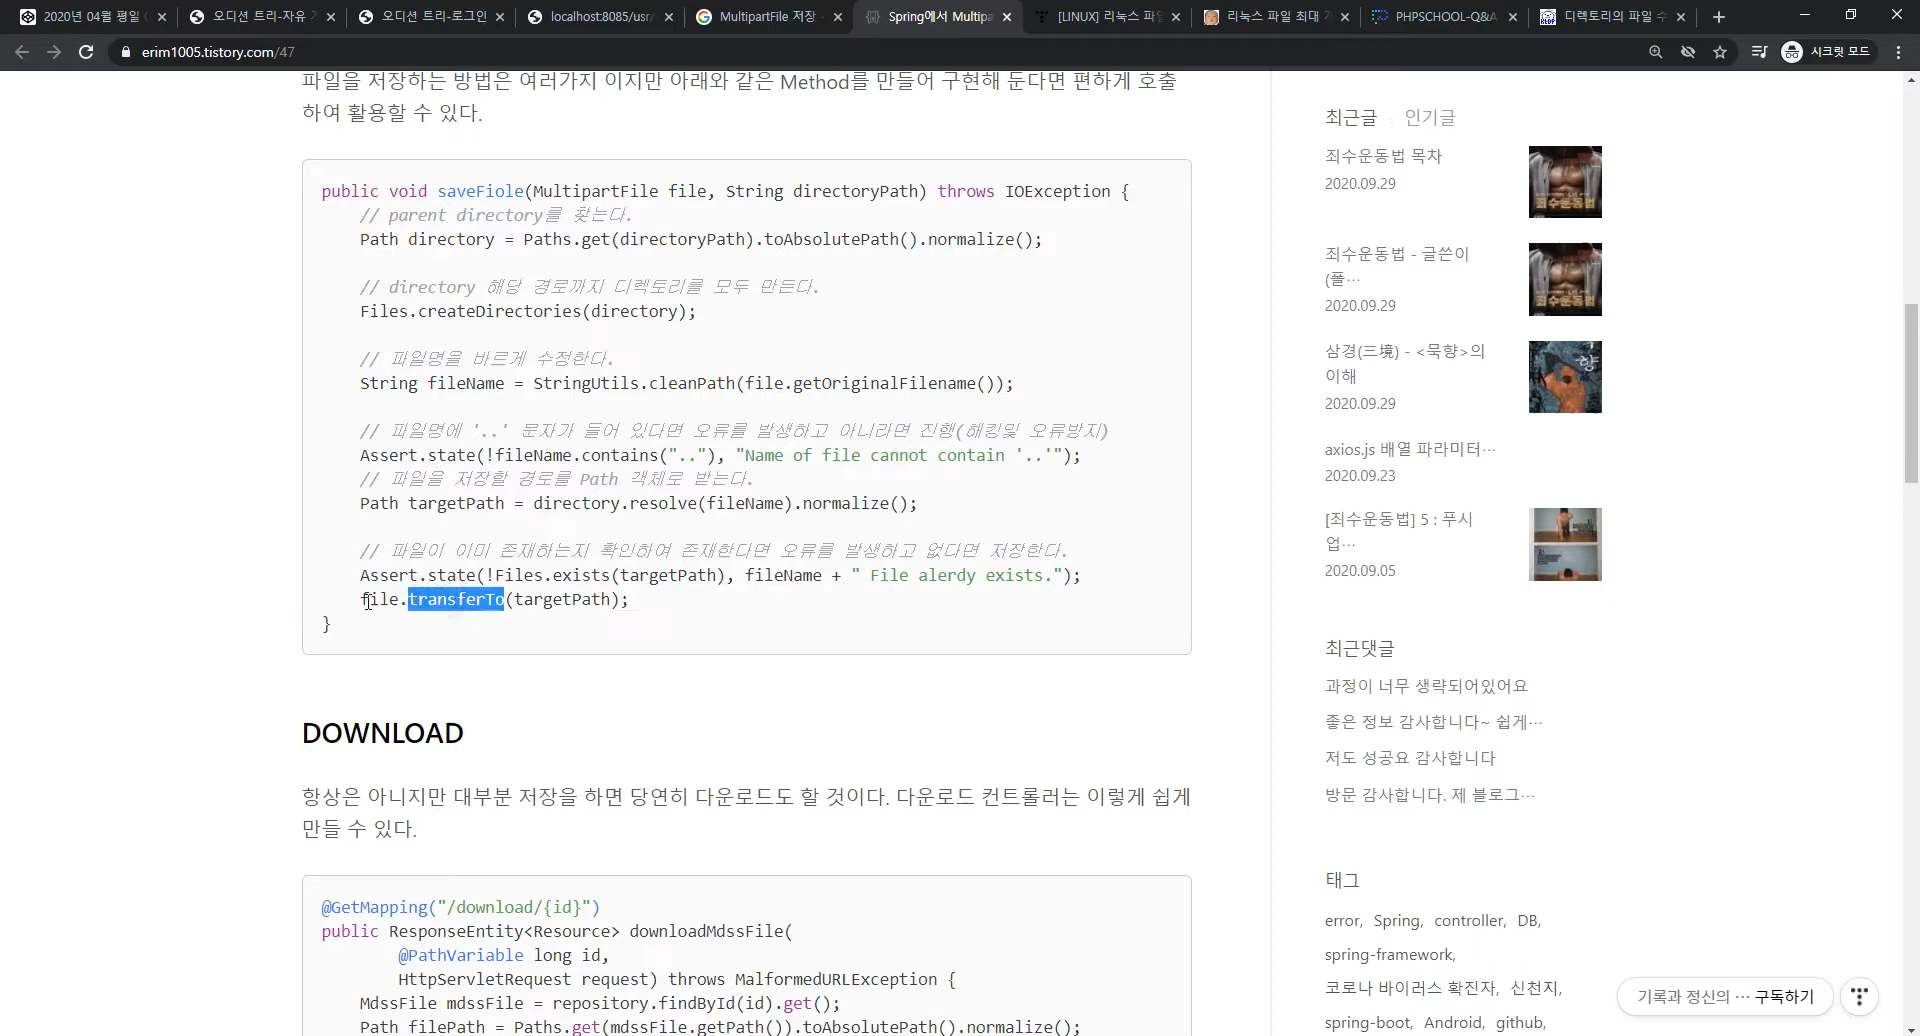 2020년 04월 평일
오디션 트리-자유
오디션 트리-로그인
localhost:8085/usr/
MultipartFile 저장
Spring에서 Multipa
[LINUX] 리눅스 파일
리눅스 파일 최대
PHPSCHOOL-Q&A
디렉토리의 파일 수
erim1005.tistory.com/47
시크릿 모드
파일을 저장하는 방법은 여러가지 이지만 아래와 같은 Method를 만들어 구현해 둔다면 편하게 호출
하여 활용할 수 있다.
public void saveFiole(MultipartFile file, String directoryPath) throws IOException {
// parent directory를 찾는다.
Path directory = Paths.get(directoryPath).toAbsolutePath().normalize();
// directory 해당 경로까지 디렉토리를 모두 만든다.
Files.createDirectories(directory);
// 파일명을 바르게 수정한다.
String fileName = StringUtils.cleanPath(file.getOriginalFilename());
// 파일명에 '..' 문자가 들어 있다면 오류를 발생하고 아니라면 진행(해킹및 오류방지)
Assert.state(!fileName.contains(".."), "Name of file cannot contain '..'");
// 파일을 저장할 경로를 Path 객체로 받는다.
Path targetPath = directory.resolve(fileName).normalize();
// 파일이 이미 존재하는지 확인하여 존재한다면 오류를 발생하고 없다면 저장한다.
Assert.state(!Files.exists(targetPath), fileName + " File alerdy exists.");
file.transferTo(targetPath);
}
DOWNLOAD
항상은 아니지만 대부분 저장을 하면 당연히 다운로드도 할 것이다. 다운로드 컨트롤러는 이렇게 쉽게
만들 수 있다.
@GetMapping("/download/{id}")
public ResponseEntity<Resource> downloadMdssFile(
@PathVariable long id,
HttpServletRequest request) throws MalformedURLException {
MdssFile mdssFile = repository.findById(id).get();
Path filePath = Paths.get(mdssFile.getPath()).toAbsolutePath().normalize();
최근글 : 인기글
죄수운동법 목차
2020.09.29
죄수운동법 - 글쓴이
(폴…
2020.09.29
삼경(三境) - <묵향>의
이해
2020.09.29
axios.js 배열 파라미터…
2020.09.23
[죄수운동법] 5 : 푸시
업…
2020.09.05
최근댓글
과정이 너무 생략되어있어요
좋은 정보 감사합니다~ 쉽게…
저도 성공요 감사합니다
방문 감사합니다. 제 블로그…
태그
error, Spring, controller, DB,
spring-framework,
코로나 바이러스 확진자, 신천지,
spring-boot, Android, github,
기록과 정신의 … 구독하기